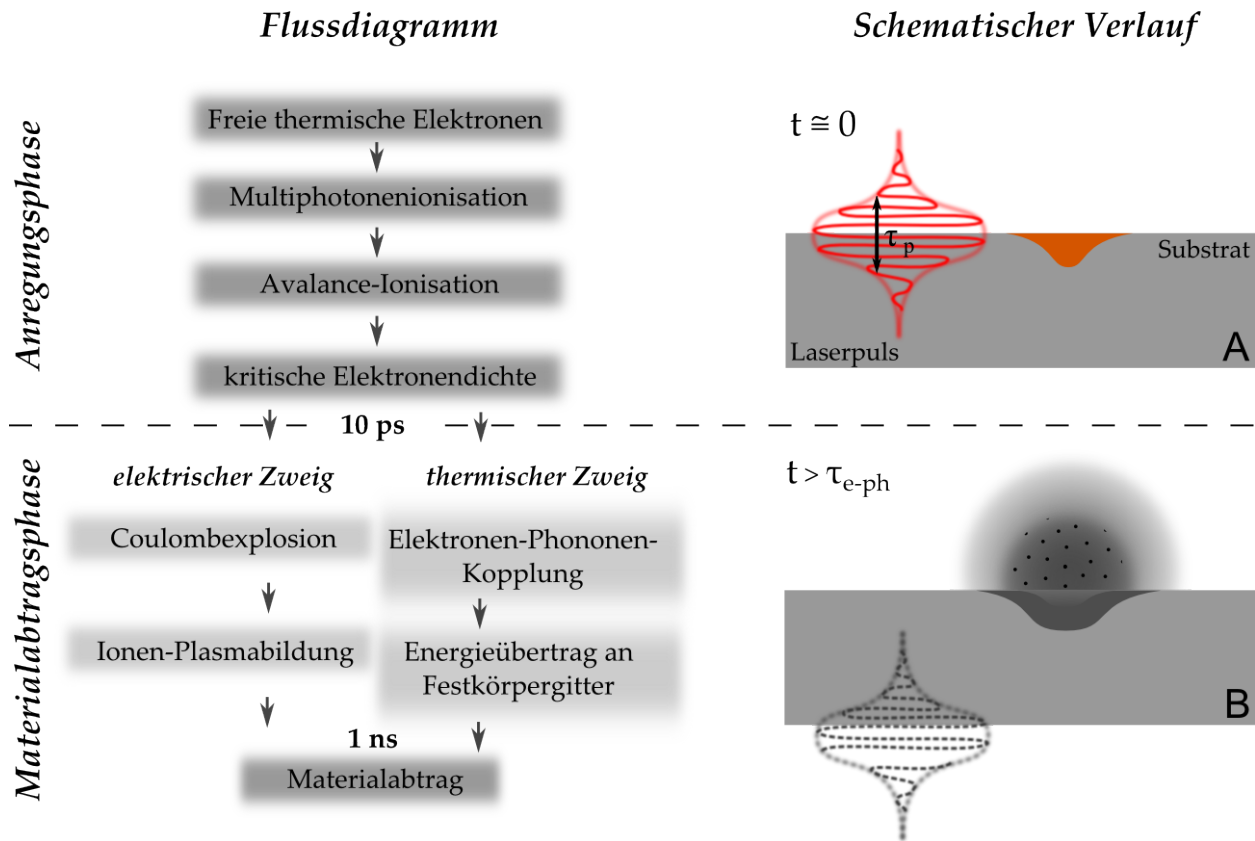 Flussdiagramm
Schematischer Verlauf
Anregungsphase
Freie thermische Elektronen
Multiphotonenionisation
Avalance-Ionisation
kritische Elektronendichte
t ≅ 0
τp
Substrat
Laserpuls
A
10 ps
Materialabtragsphase
elektrischer Zweig
thermischer Zweig
Coulombexplosion
Elektronen-Phononen-
Kopplung
Ionen-Plasmabildung
Energieübertrag an
Festkörpergitter
1 ns
Materialabtrag
t > τe-ph
B